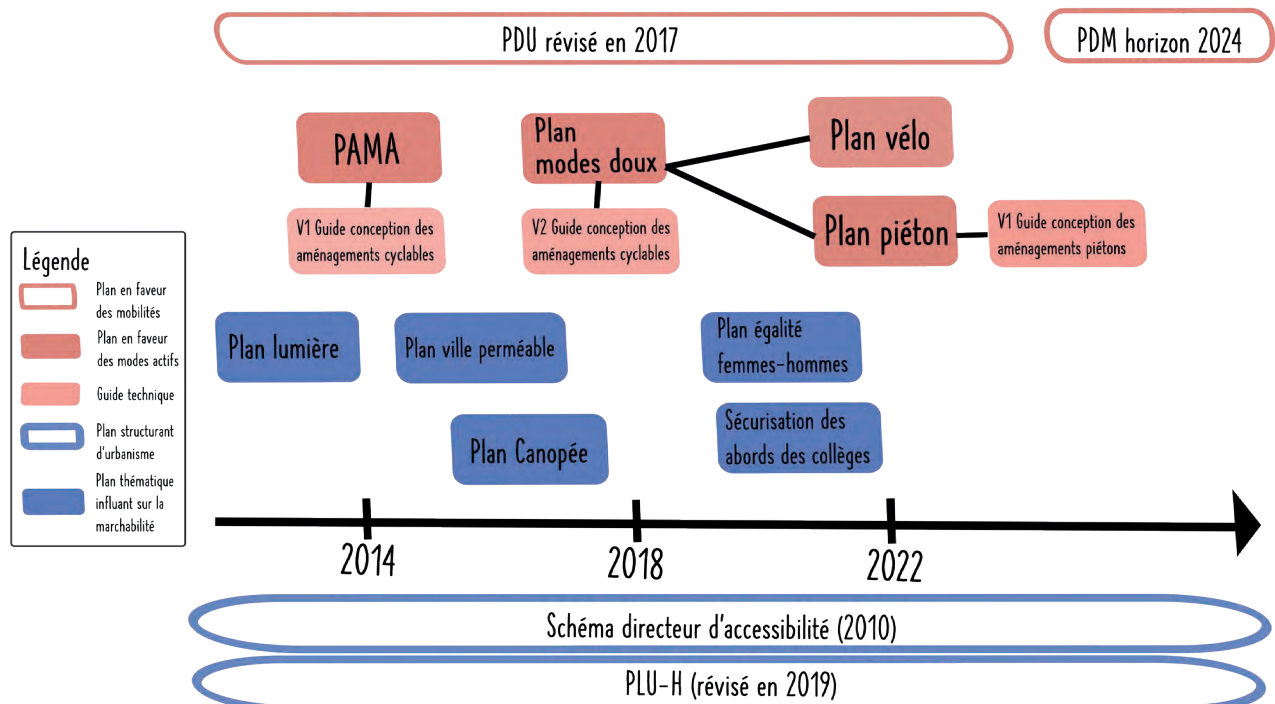 PDU révisé en 2017
PDM horizon 2024
PAMA
Plan
modes doux
Plan vélo
V1 Guide conception des
aménagements cyclables
V2 Guide conception des
aménagements cyclables
Plan piéton
V1 Guide conception des
aménagements piétons
Légende
Plan en faveur
des mobilités
Plan en faveur
des modes actifs
Guide technique
Plan structurant
d'urbanisme
Plan thématique
influant sur la
marchabilité
Plan lumière
Plan ville perméable
Plan égalité
femmes-hommes
Plan Canopée
Sécurisation des
abords des collèges
2014
2018
2022
Schéma directeur d'accessibilité (2010)
PLU-H (révisé en 2019)